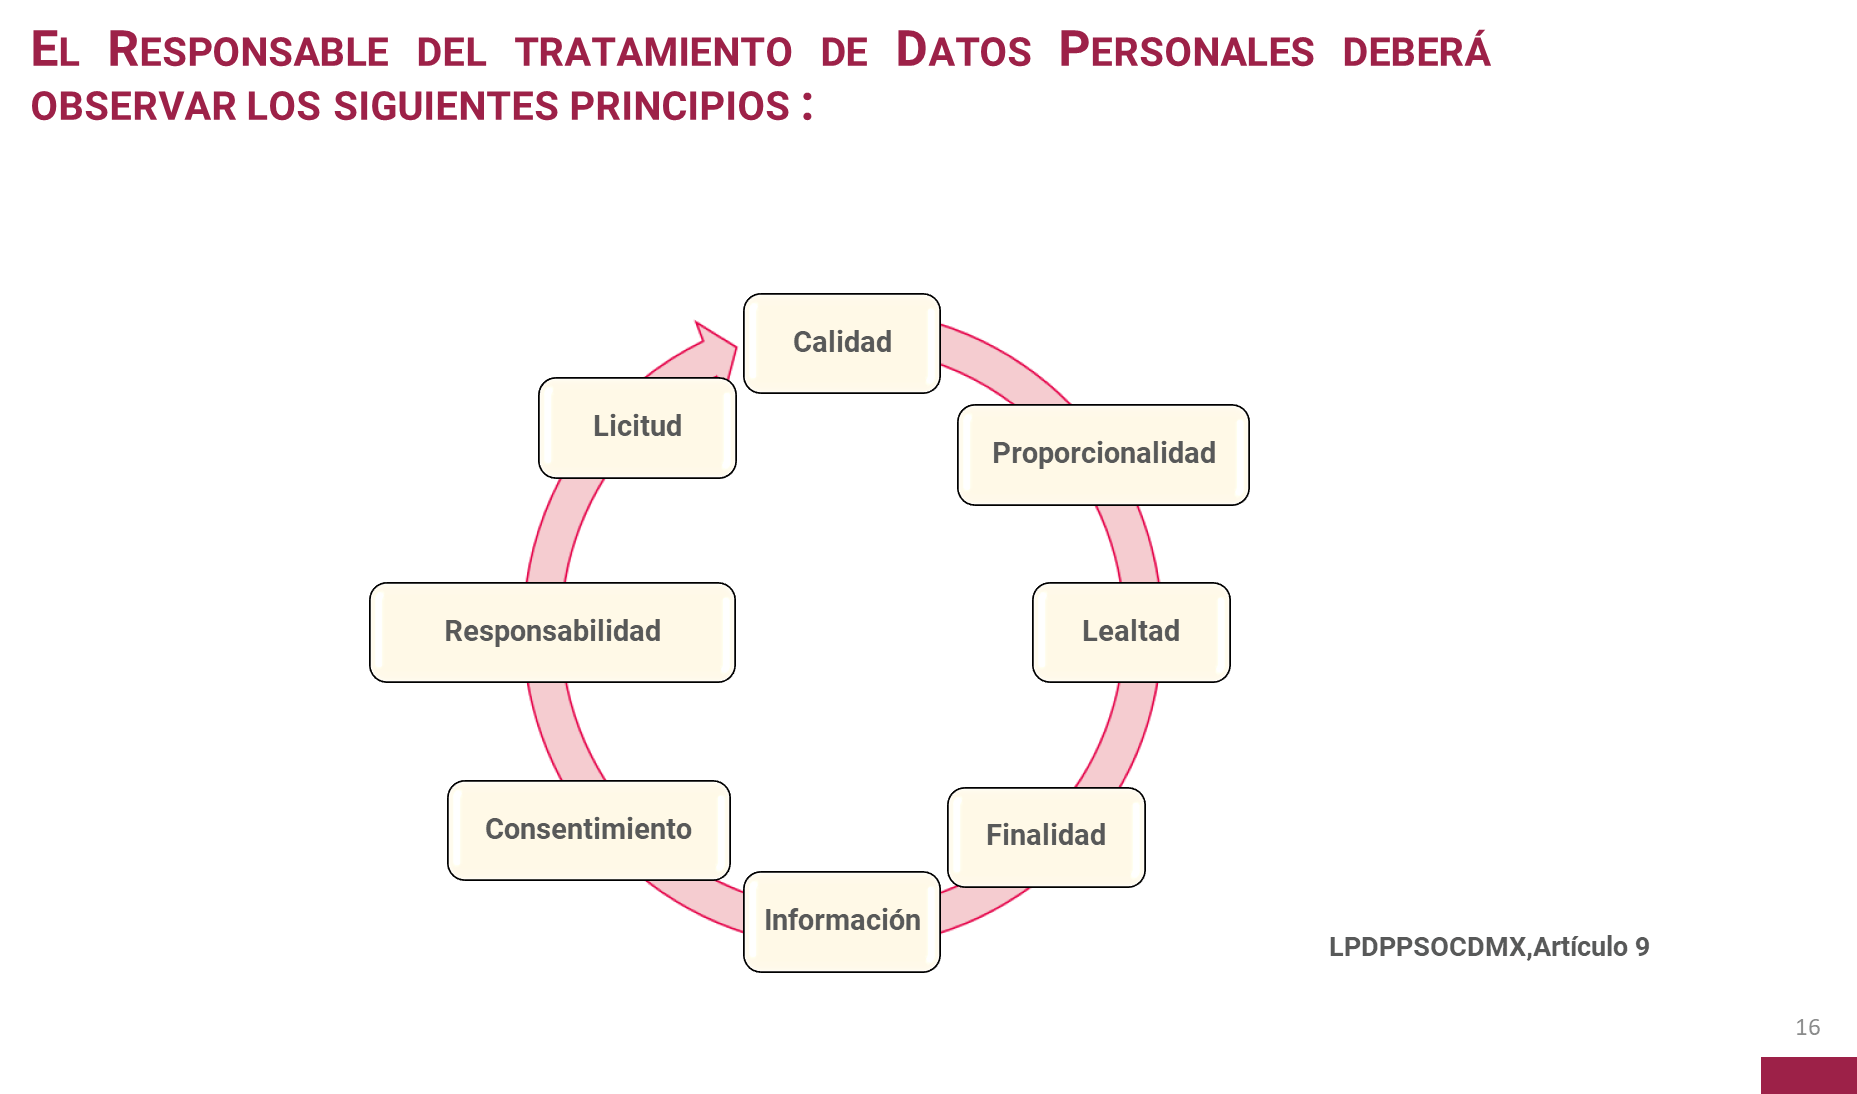 EL RESPONSABLE DEL TRATAMIENTO DE DATOS PERSONALES DEBERÁ
OBSERVAR LOS SIGUIENTES PRINCIPIOS :
Calidad
Proporcionalidad
Lealtad
Finalidad
Información
Consentimiento
Responsabilidad
Licitud
LPDPPSOCDMX,Artículo 9
16